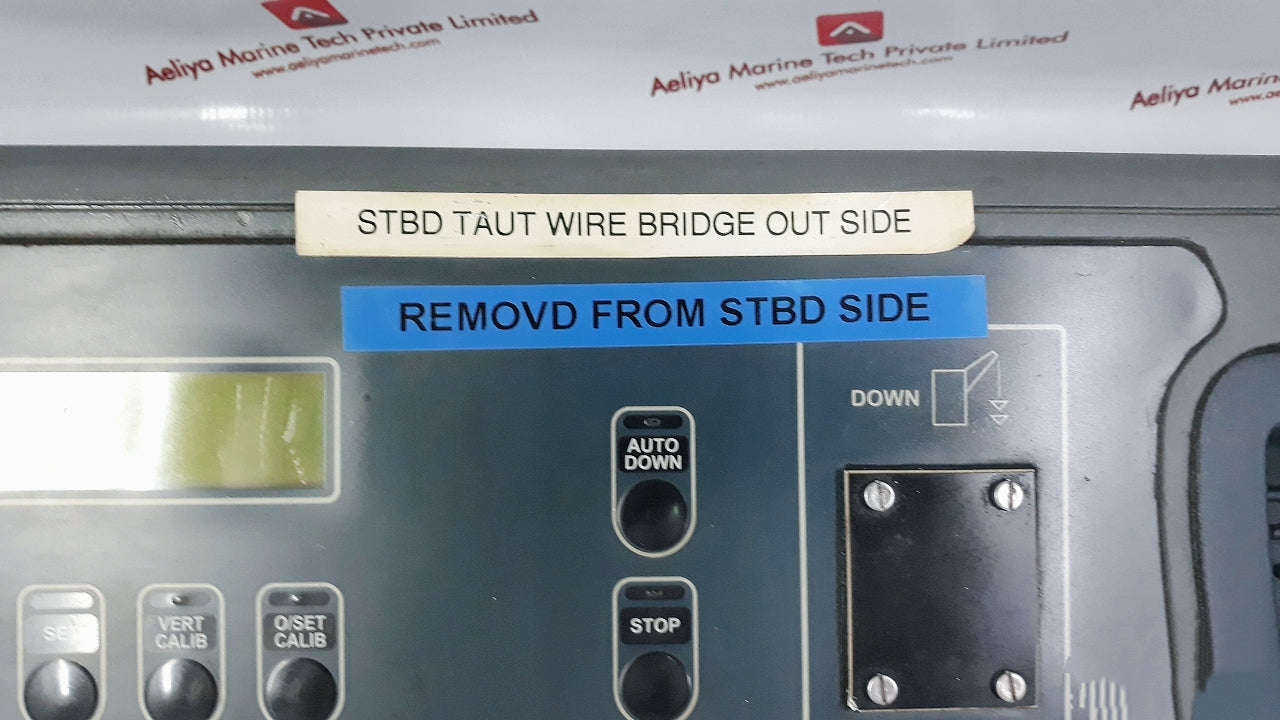 Aeliya Marine Tech Private Limited
www.aeliyamarinetech.com
Aeliya Marine Tech Private Limited
www.aeliyamarinetech.com
Aeliya Marin
STBD TAUT WIRE BRIDGE OUT SIDE
REMOVD FROM STBD SIDE
DOWN
AUTO
DOWN
VERT
CALIB
O/SET
CALIB
STOP